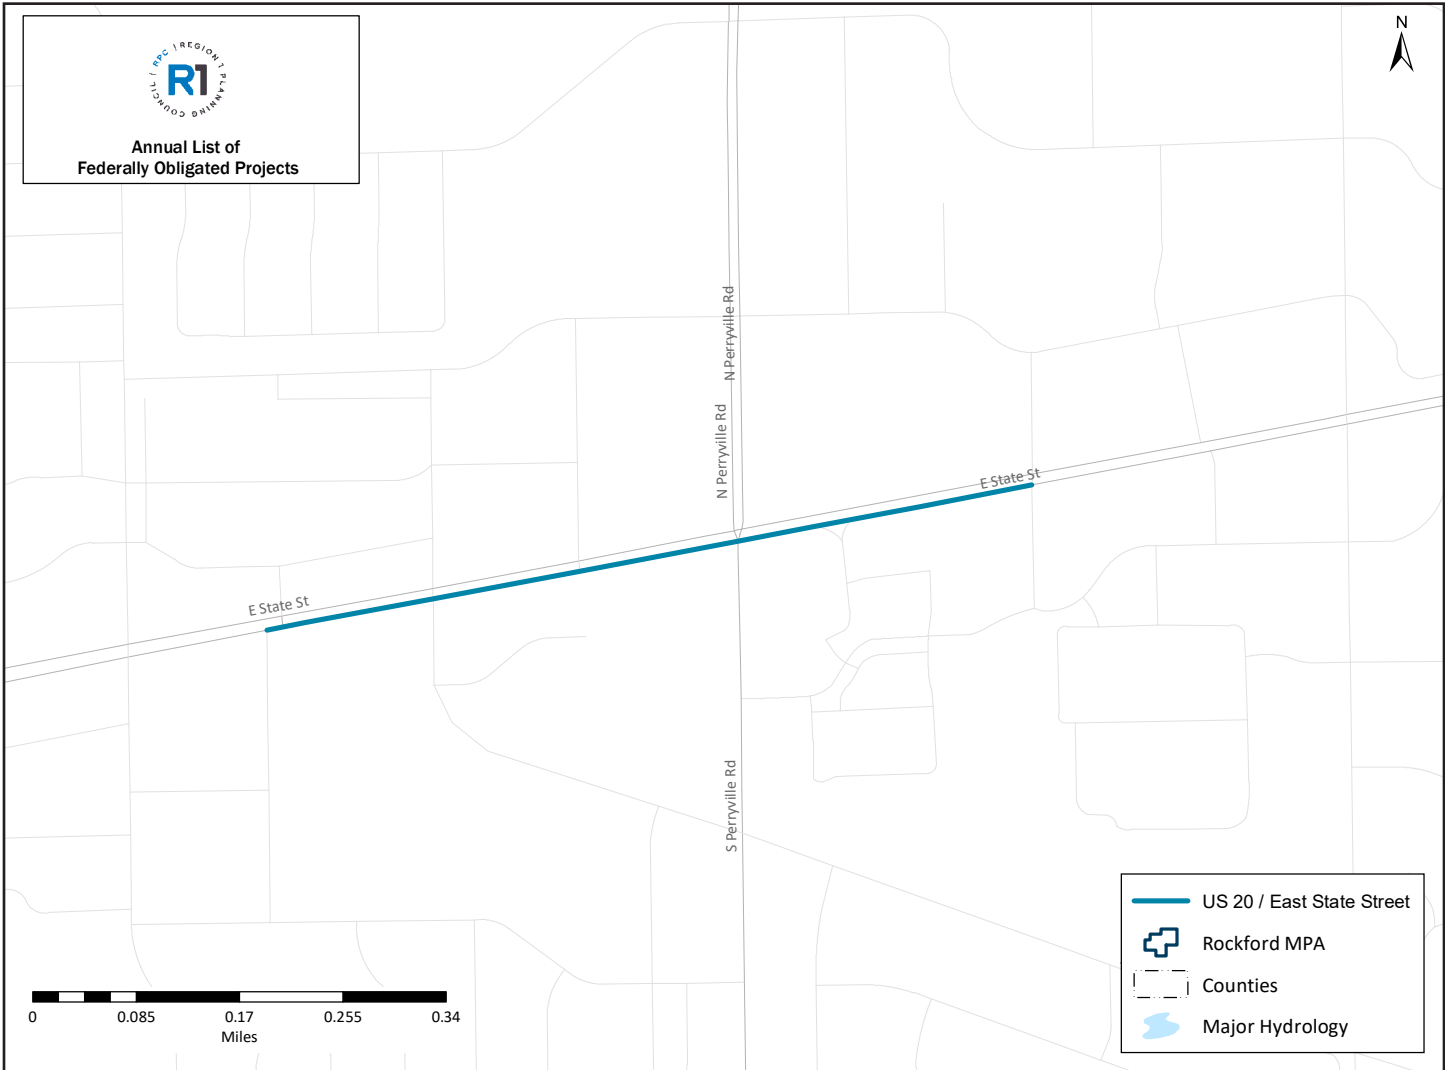 RPC | REGION 1 PLANNING COUNCIL |
R1
Annual List of
Federally Obligated Projects
N
N Perryville Rd
N Perryville Rd
E State St
E State St
S Perryville Rd
US 20 / East State Street
Rockford MPA
Counties
Major Hydrology
0 0.085 0.17 0.255 0.34
Miles